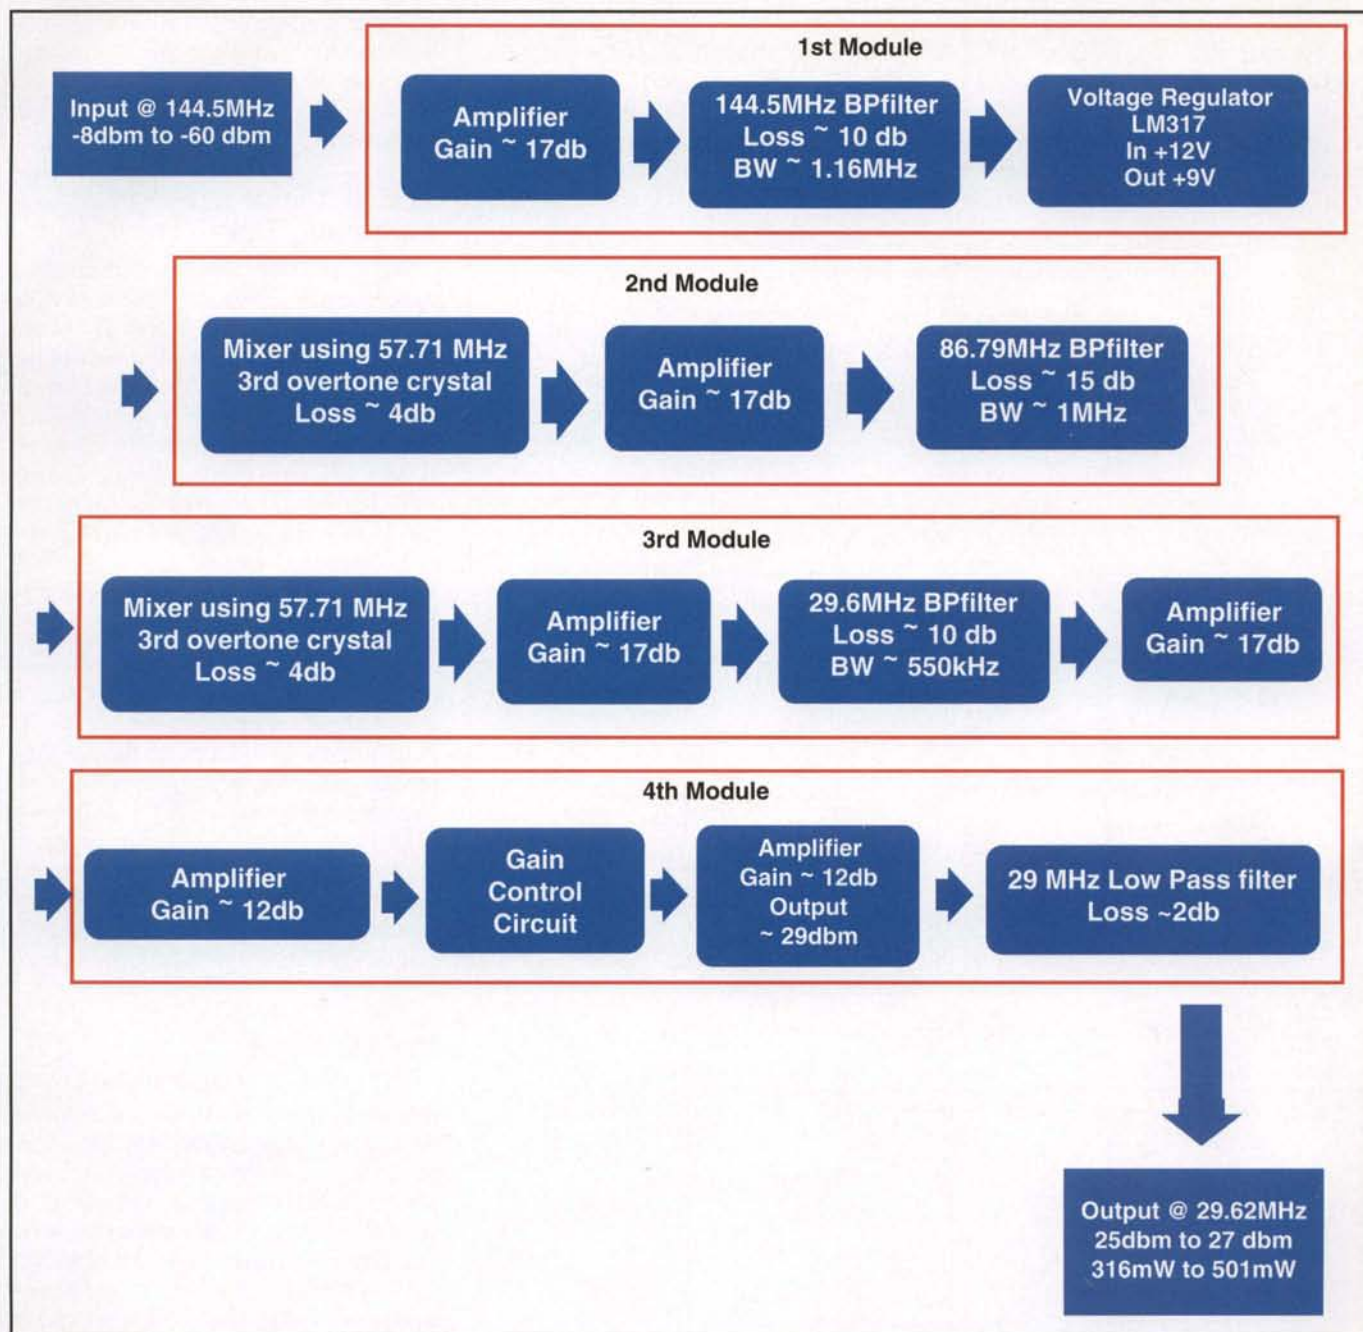 1st Module
Input @ 144.5MHz
-8dbm to -60 dbm
Amplifier
Gain ~ 17db
144.5MHz BPfilter
Loss ~ 10 db
BW ~ 1.16MHz
Voltage Regulator
LM317
In +12V
Out +9V
2nd Module
Mixer using 57.71 MHz
3rd overtone crystal
Loss ~ 4db
Amplifier
Gain ~ 17db
86.79MHz BPfilter
Loss ~ 15 db
BW ~ 1MHz
3rd Module
Mixer using 57.71 MHz
3rd overtone crystal
Loss ~ 4db
Amplifier
Gain ~ 17db
29.6MHz BPfilter
Loss ~ 10 db
BW ~ 550kHz
Amplifier
Gain ~ 17db
4th Module
Amplifier
Gain ~ 12db
Gain
Control
Circuit
Amplifier
Gain ~ 12db
Output
~ 29dbm
29 MHz Low Pass filter
Loss ~2db
Output @ 29.62MHz
25dbm to 27 dbm
316mW to 501mW